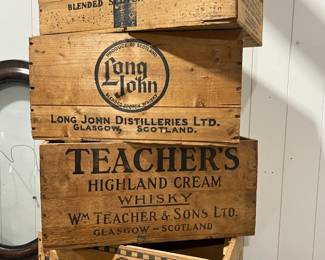 BLENDED
Long
John
LONG JOHN DISTILLERIES LTD.
GLASGOW, SCOTLAND.
TEACHER'S
HIGHLAND CREAM
WHISKY
WM TEACHER & SONS LTD.
GLASGOW - SCOTLAND